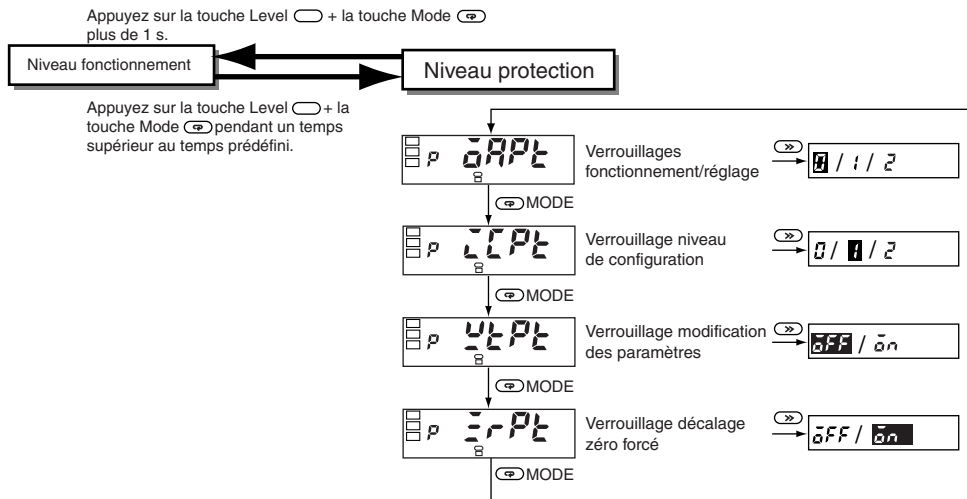 Appuyez sur la touche Level + la touche Mode
plus de 1 s.
Niveau fonctionnement
Niveau protection
Appuyez sur la touche Level + la
touche Mode pendant un temps
supérieur au temps prédéfini.
P oAPt
Verrouillages
fonctionnement/réglage
0 / 1 / 2
MODE
P iCPt
Verrouillage niveau
de configuration
0 / 1 / 2
MODE
P WtPt
Verrouillage modification
des paramètres
oFF / on
MODE
P ZrPt
Verrouillage décalage
zéro forcé
oFF / on
MODE